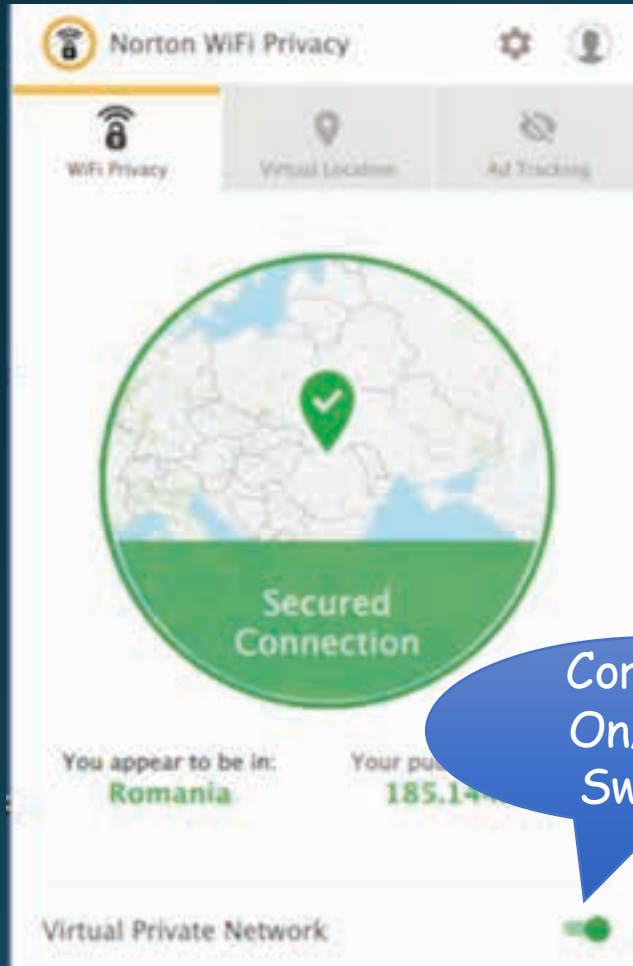 Norton WiFi Privacy
WiFi Privacy
Virtual Location
Ad Tracking
Secured
Connection
You appear to be in:
Your pu
Romania
185.14
Con
On
Sw
Virtual Private Network